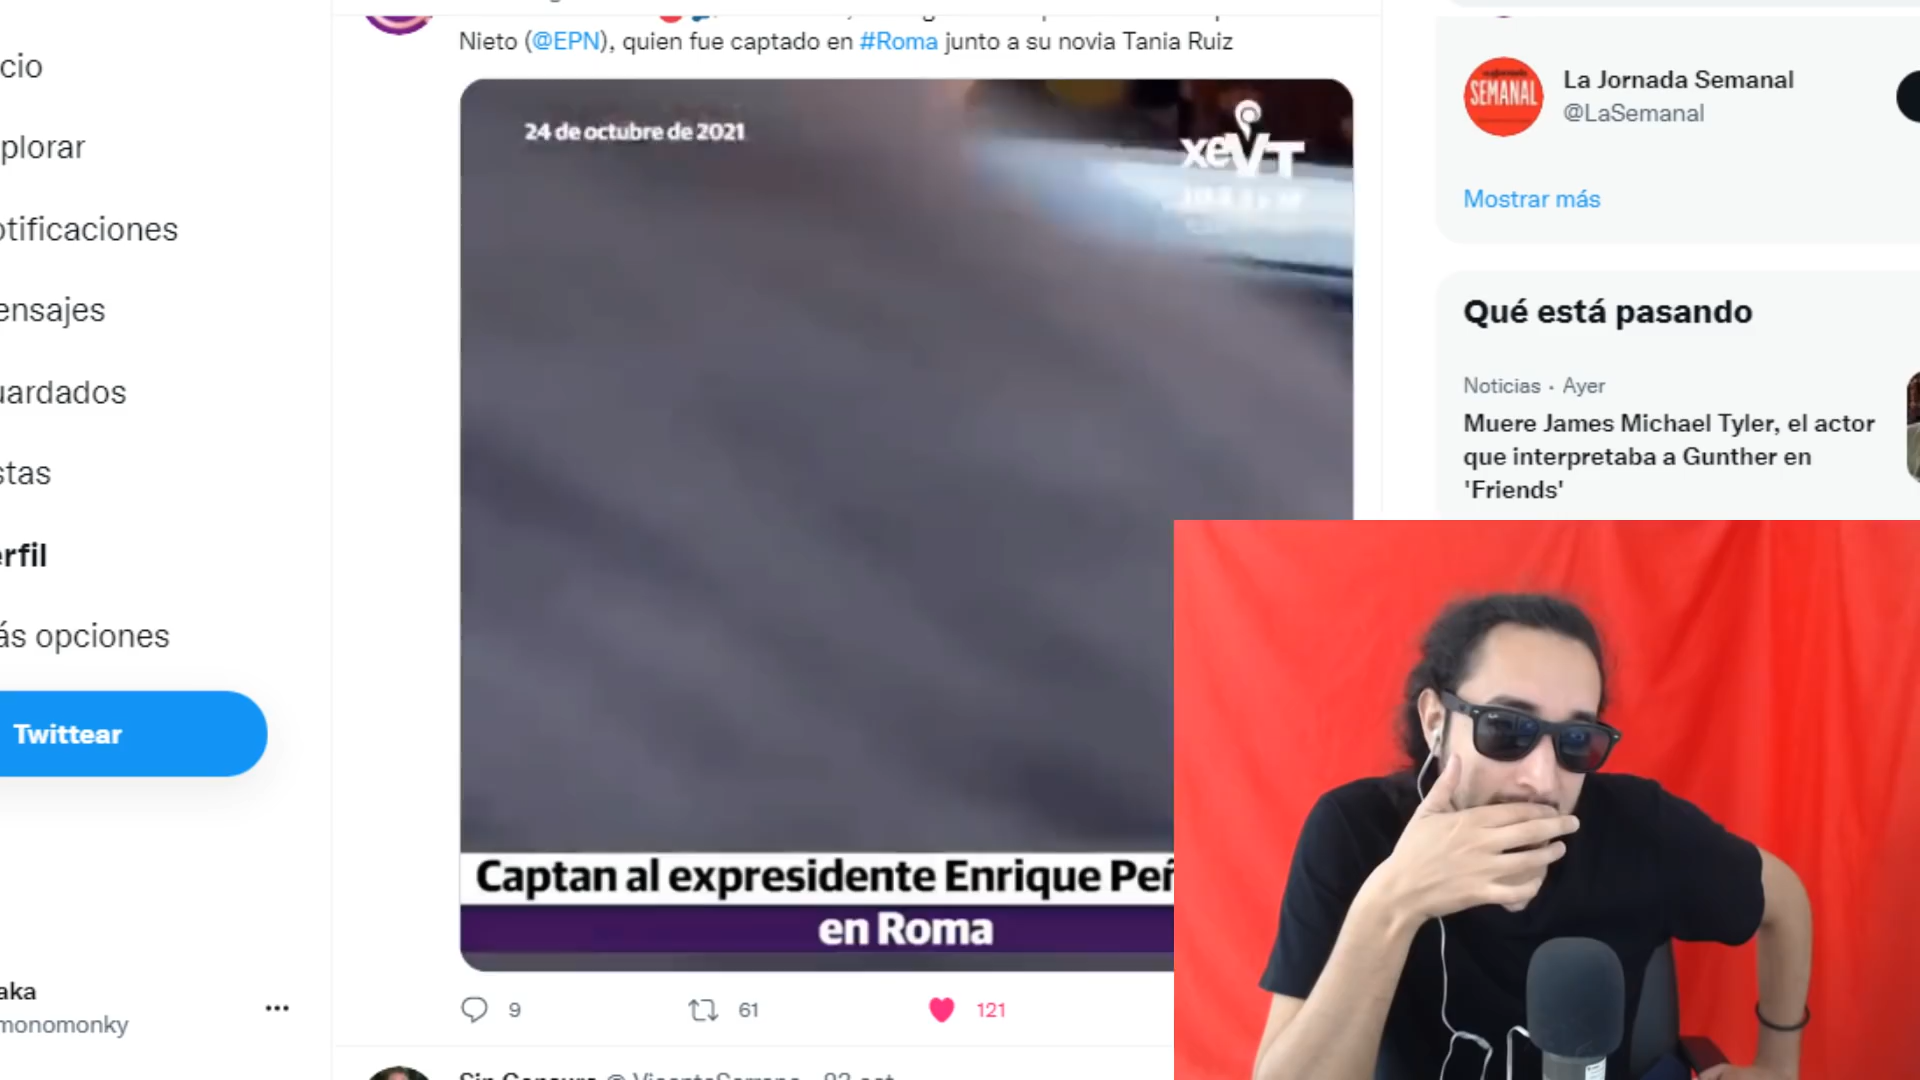 cio
plorar
otificaciones
ensajes
uardados
stas
erfil
ás opciones
Twittear
aka
monomonky
Nieto (@EPN), quien fue captado en #Roma junto a su novia Tania Ruiz
24 de octubre de 2021
xeVT
Captan al expresidente Enrique Peñ
en Roma
9
61
121
SEMANAL
La Jornada Semanal
@LaSemanal
Mostrar más
Qué está pasando
Noticias · Ayer
Muere James Michael Tyler, el actor
que interpretaba a Gunther en
'Friends'